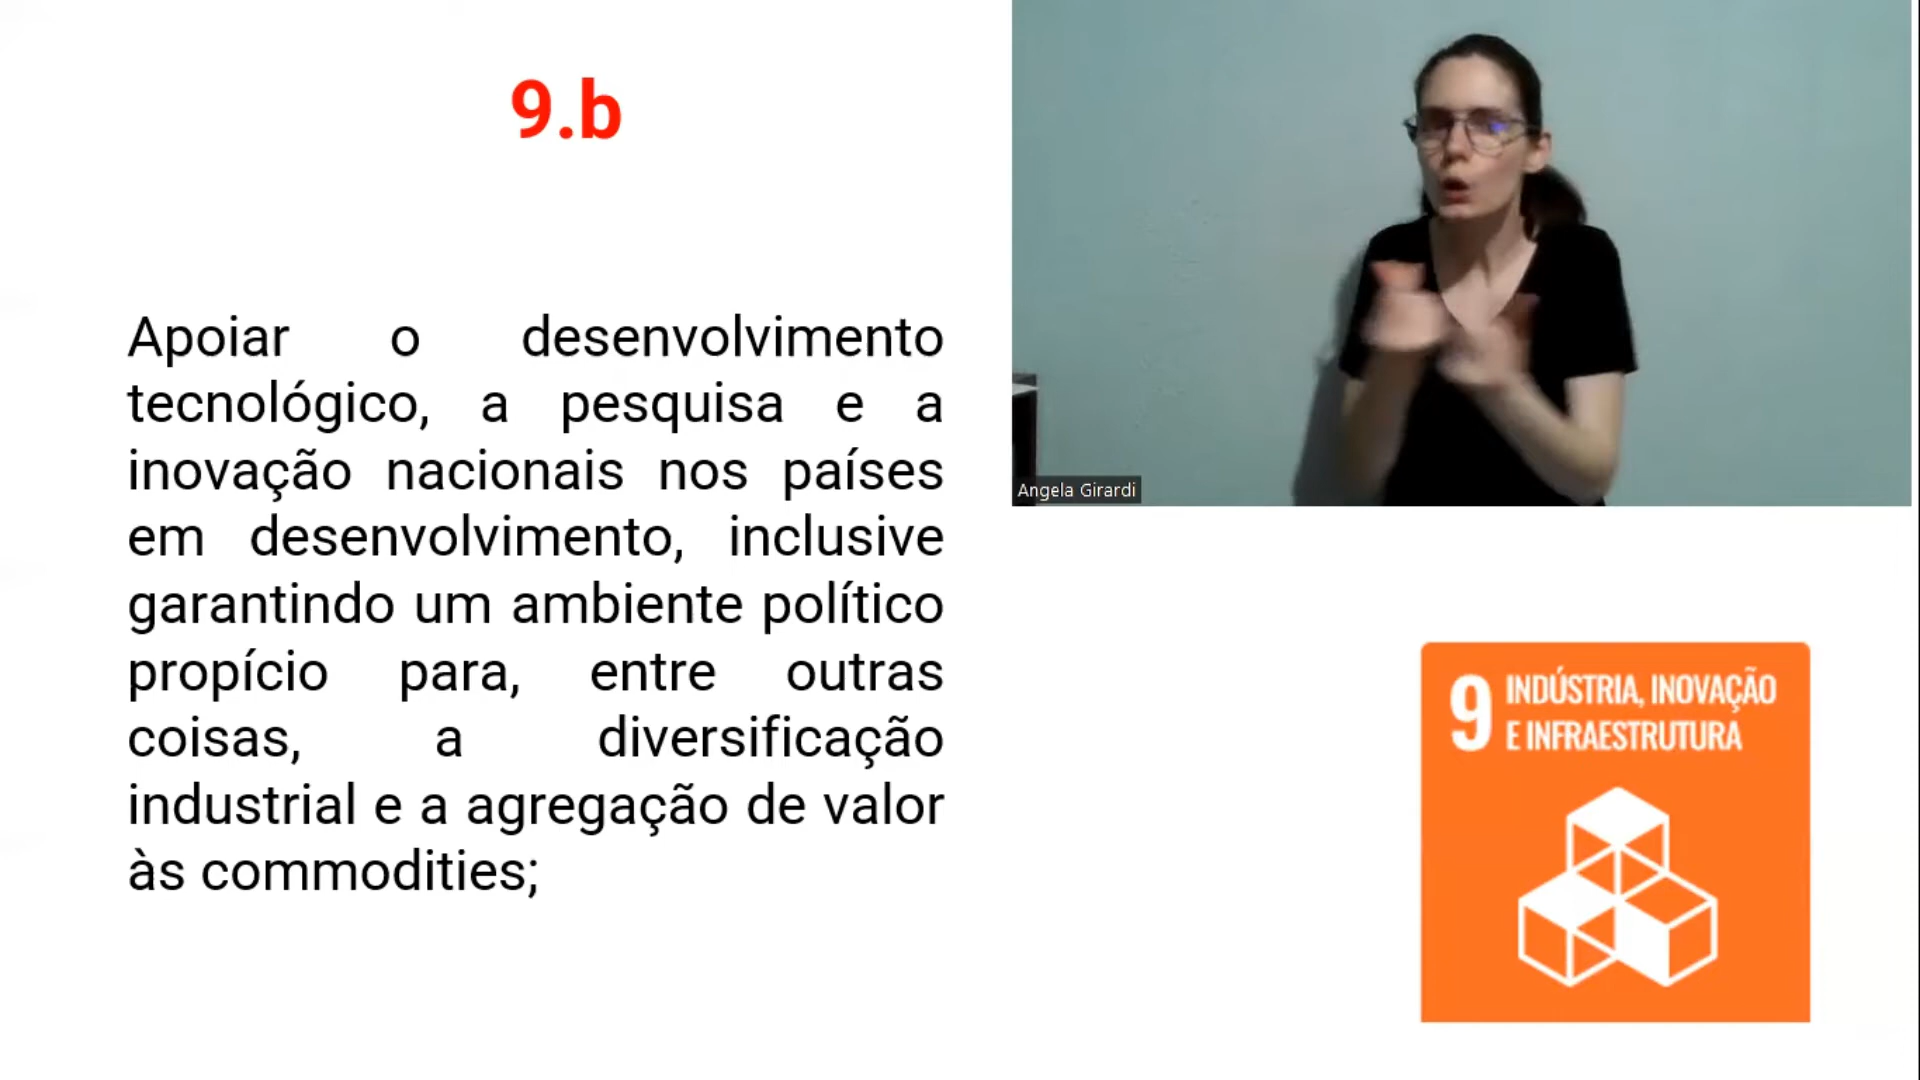 9.b
Apoiar o desenvolvimento
tecnológico, a pesquisa e a
inovação nacionais nos países
em desenvolvimento, inclusive
garantindo um ambiente político
propício para, entre outras
coisas, a diversificação
industrial e a agregação de valor
às commodities;
Angela Girardi
9 INDÚSTRIA, INOVAÇÃO
E INFRAESTRUTURA